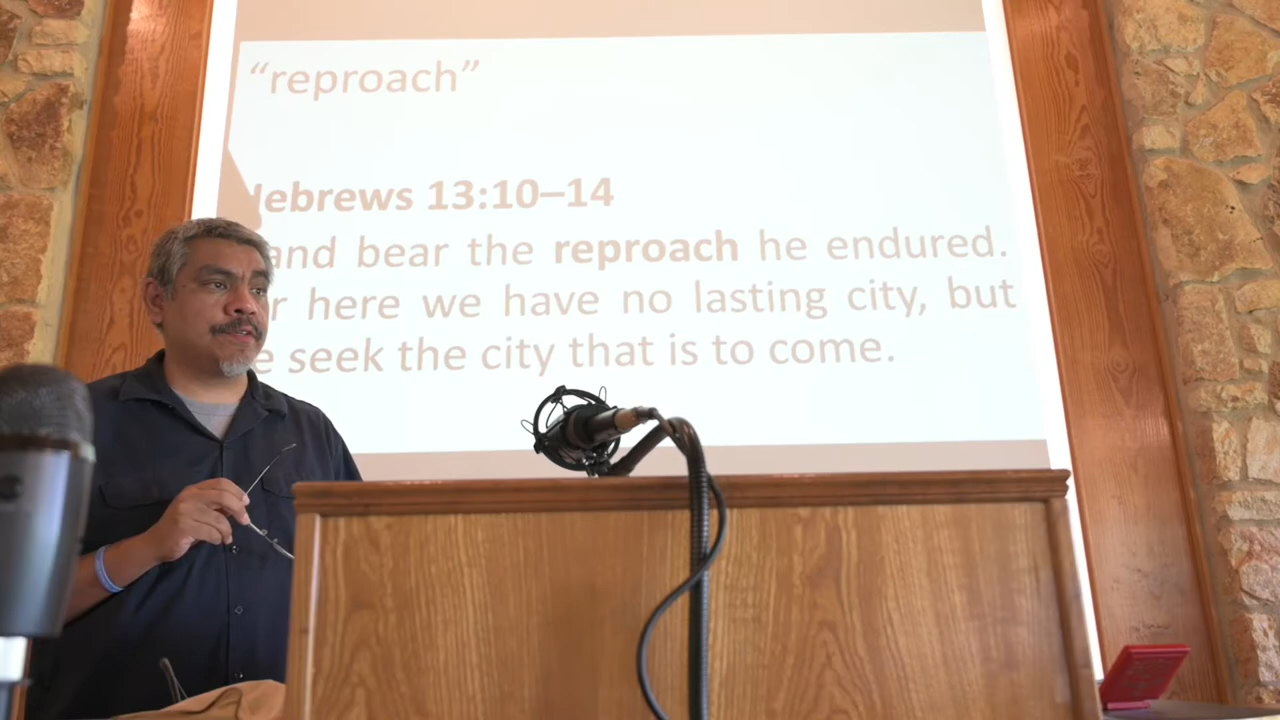 “reproach”
Hebrews 13:10–14
and bear the reproach he endured.
here we have no lasting city, but
seek the city that is to come.